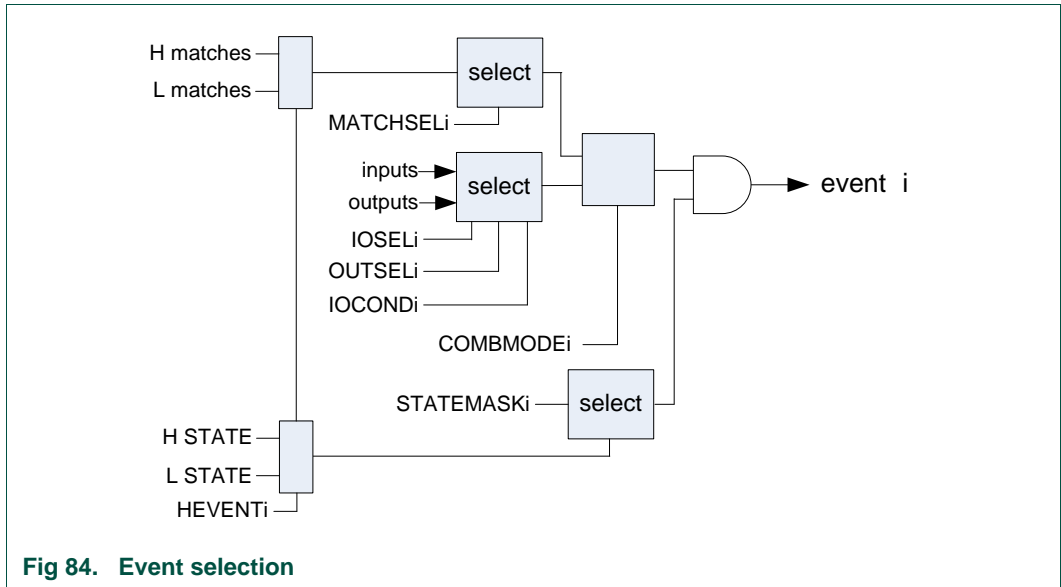 H matches
L matches
select
MATCHSELi
inputs
outputs
select
IOSELi
OUTSELi
IOCONDi
event i
COMBMODEi
STATEMASKi
select
H STATE
L STATE
HEVENTi
Fig 84. Event selection